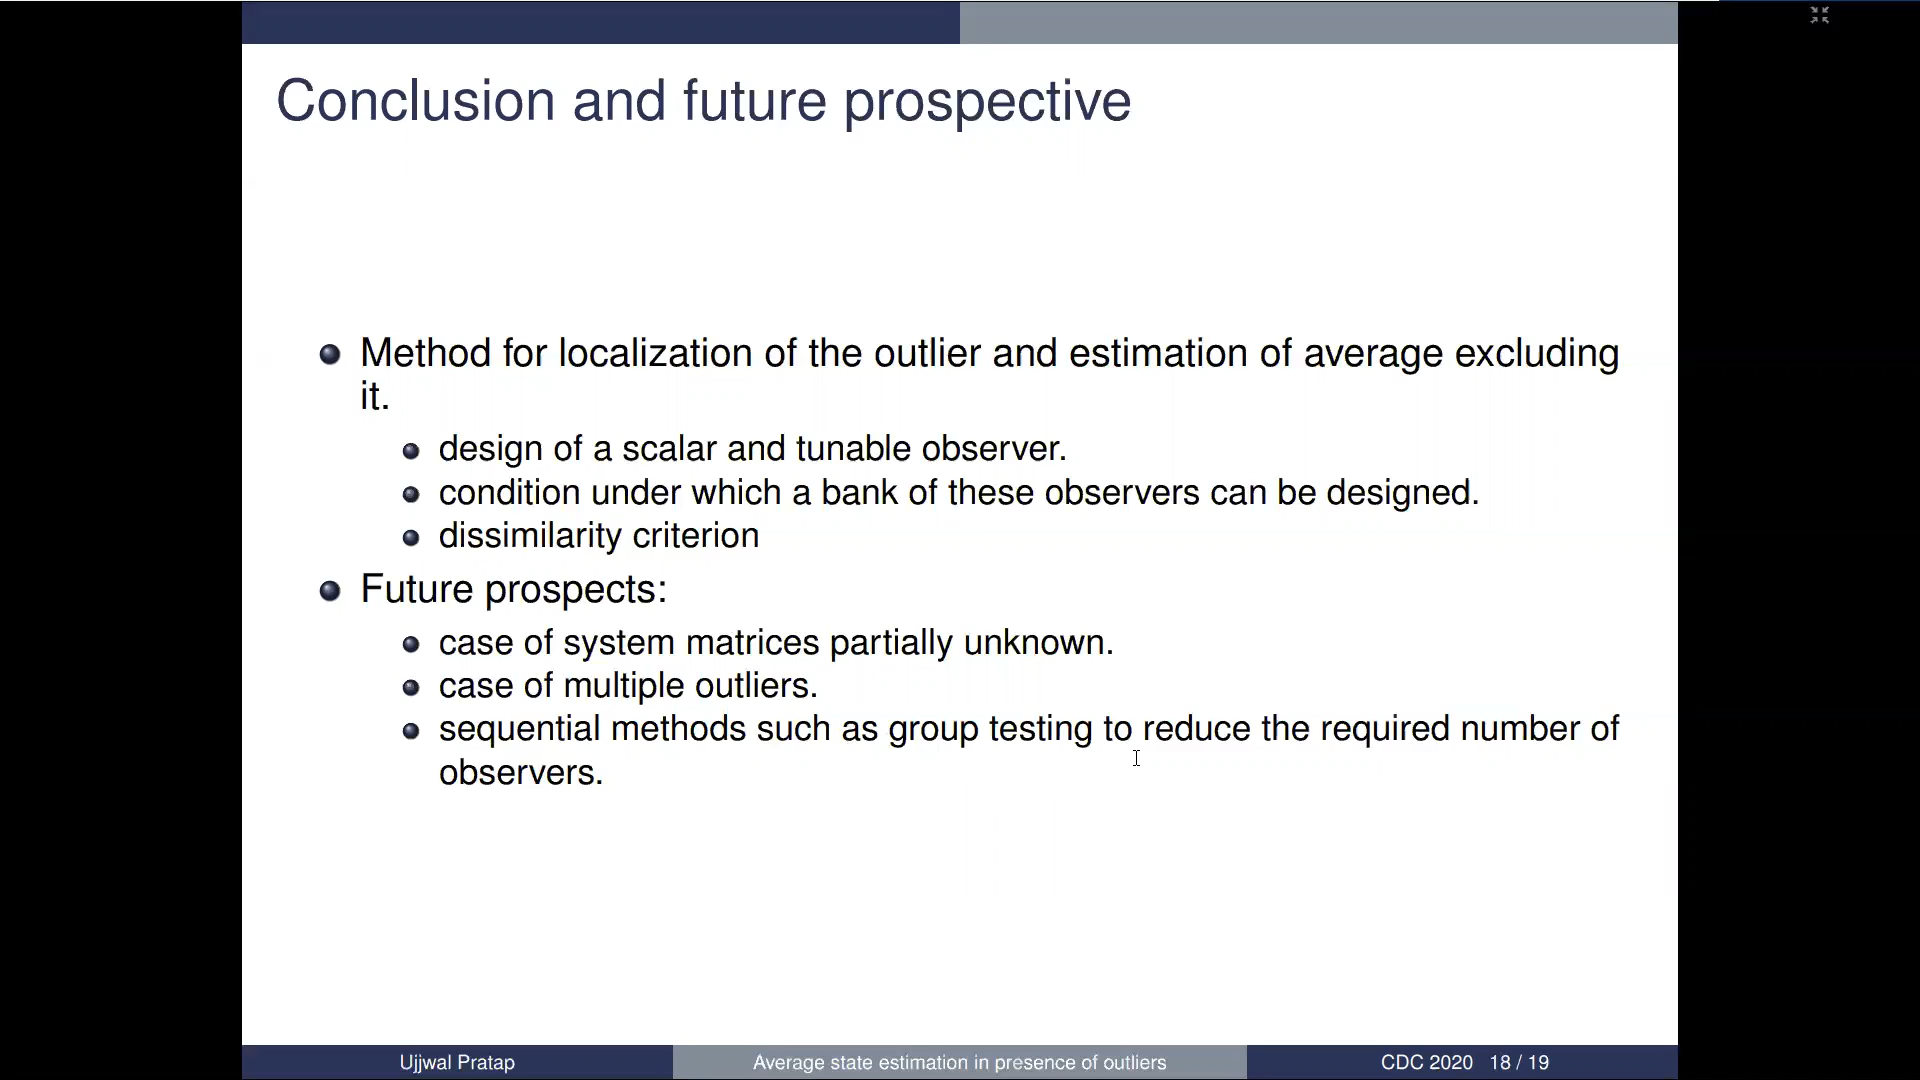 Conclusion and future prospective
Method for localization of the outlier and estimation of average excluding
it.
design of a scalar and tunable observer.
condition under which a bank of these observers can be designed.
dissimilarity criterion
Future prospects:
case of system matrices partially unknown.
case of multiple outliers.
sequential methods such as group testing to reduce the required number of
observers.
Ujjwal Pratap Average state estimation in presence of outliers CDC 2020 18 / 19